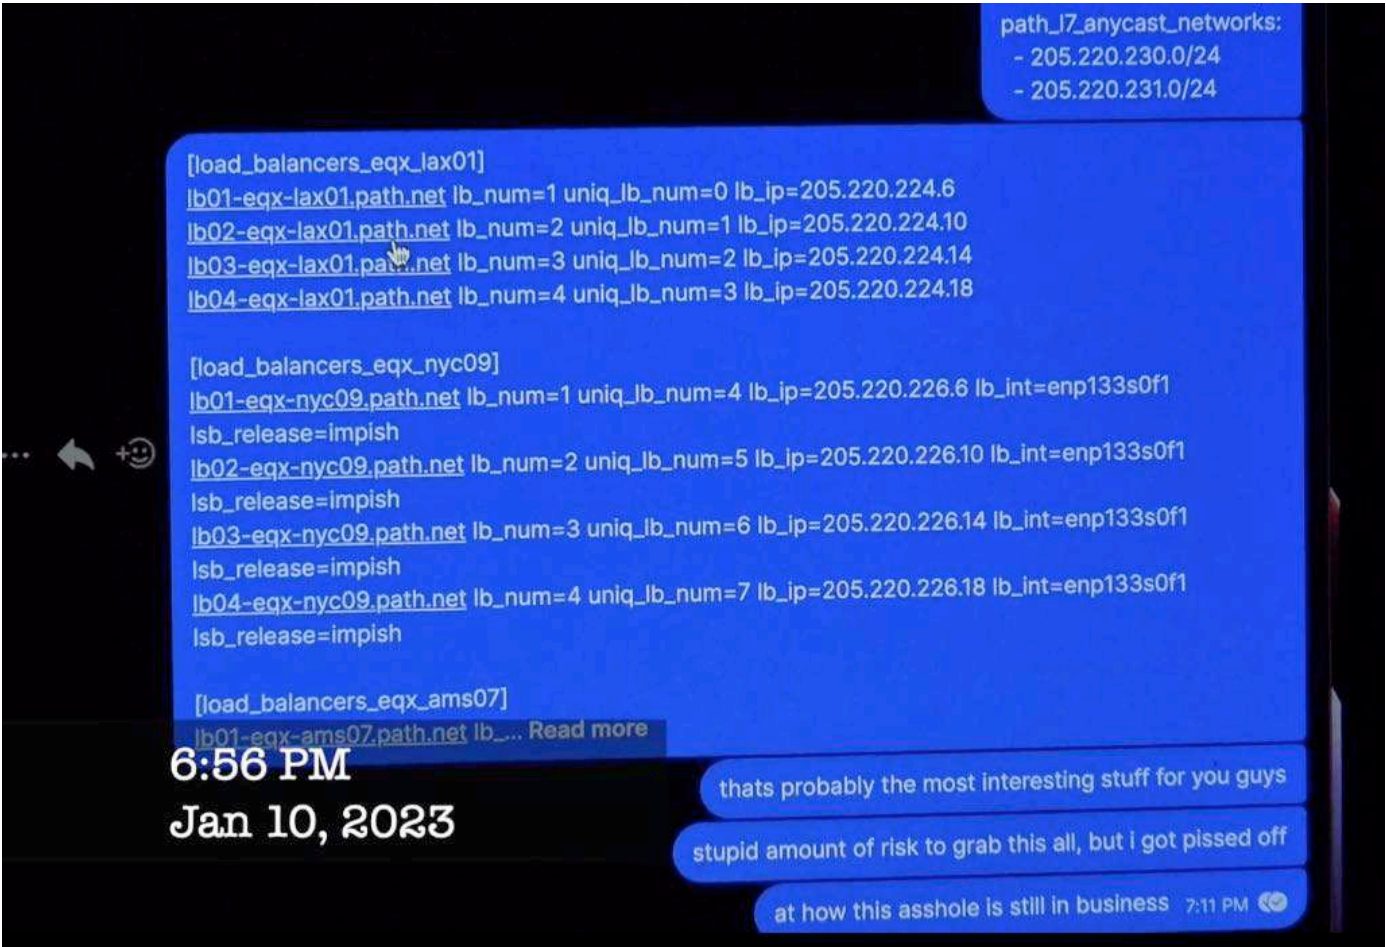 path_l7_anycast_networks:
- 205.220.230.0/24
- 205.220.231.0/24
[load_balancers_eqx_lax01]
lb01-eqx-lax01.path.net lb_num=1 uniq_lb_num=0 lb_ip=205.220.224.6
lb02-eqx-lax01.path.net lb_num=2 uniq_lb_num=1 lb_ip=205.220.224.10
lb03-eqx-lax01.path.net lb_num=3 uniq_lb_num=2 lb_ip=205.220.224.14
lb04-eqx-lax01.path.net lb_num=4 uniq_lb_num=3 lb_ip=205.220.224.18
[load_balancers_eqx_nyc09]
lb01-eqx-nyc09.path.net lb_num=1 uniq_lb_num=4 lb_ip=205.220.226.6 lb_int=enp133s0f1
lsb_release=impish
lb02-eqx-nyc09.path.net lb_num=2 uniq_lb_num=5 lb_ip=205.220.226.10 lb_int=enp133s0f1
lsb_release=impish
lb03-eqx-nyc09.path.net lb_num=3 uniq_lb_num=6 lb_ip=205.220.226.14 lb_int=enp133s0f1
lsb_release=impish
lb04-eqx-nyc09.path.net lb_num=4 uniq_lb_num=7 lb_ip=205.220.226.18 lb_int=enp133s0f1
lsb_release=impish
[load_balancers_eqx_ams07]
lb01-eqx-ams07.path.net lb_... Read more
6:56 PM
Jan 10, 2023
thats probably the most interesting stuff for you guys
stupid amount of risk to grab this all, but i got pissed off
at how this asshole is still in business 7:11 PM